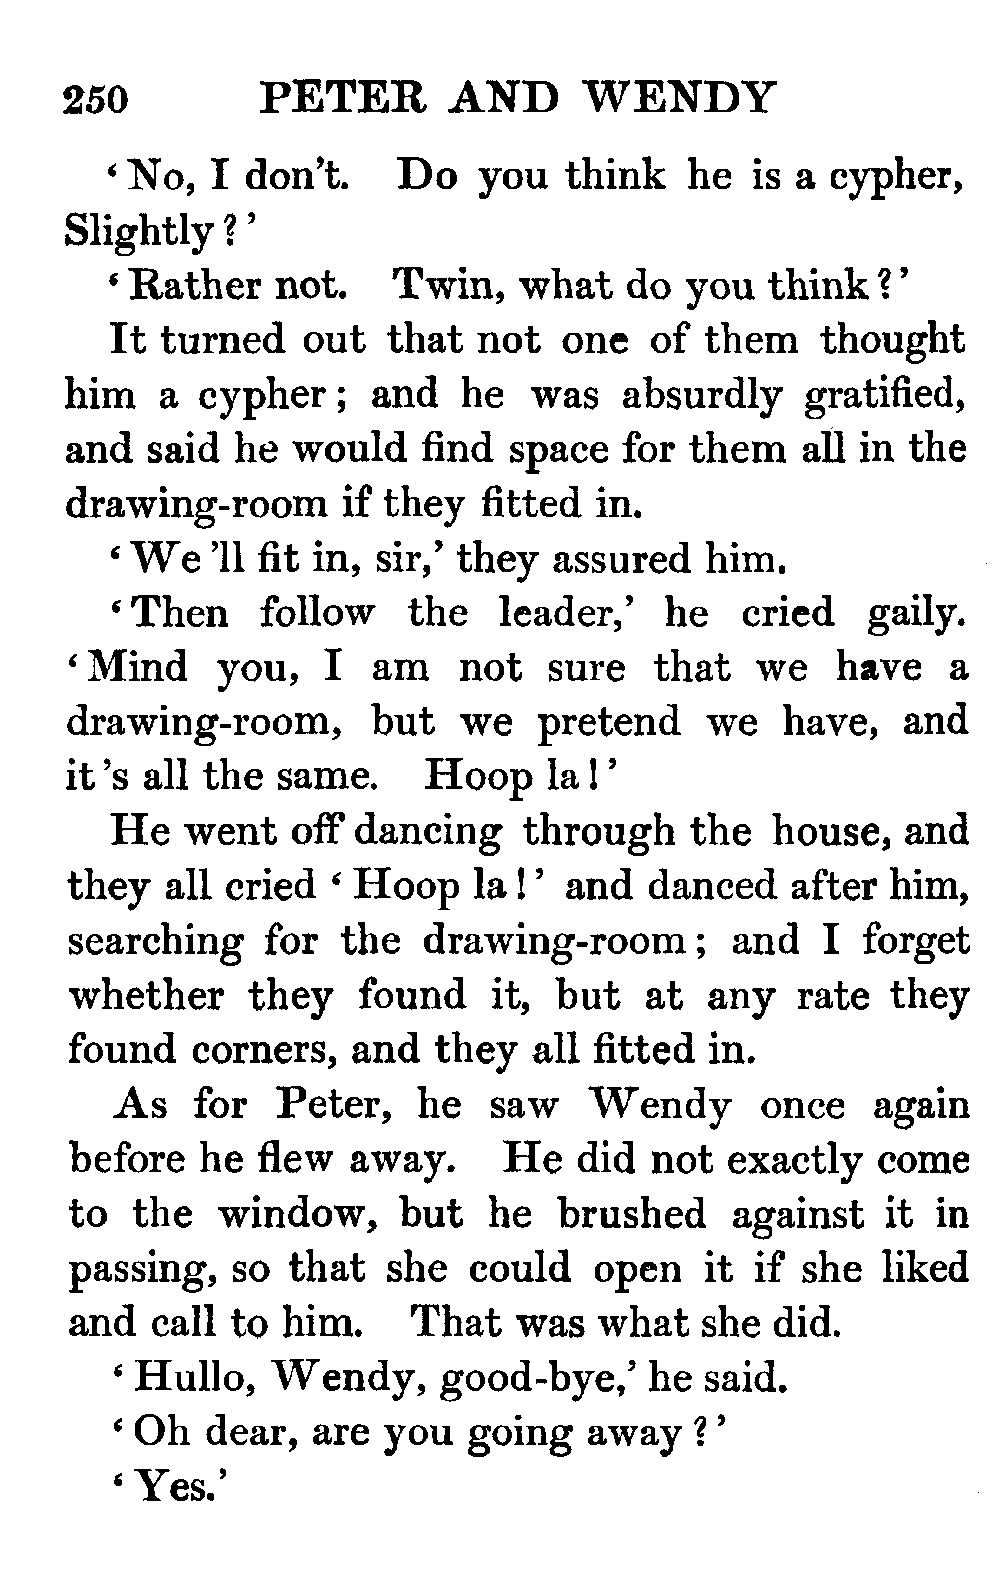 250 PETER AND WENDY
‘No, I don’t. Do you think he is a cypher,
Slightly?’
‘Rather not. Twin, what do you think?’
It turned out that not one of them thought
him a cypher; and he was absurdly gratified,
and said he would find space for them all in the
drawing-room if they fitted in.
‘We ’ll fit in, sir,’ they assured him.
‘Then follow the leader,’ he cried gaily.
‘Mind you, I am not sure that we have a
drawing-room, but we pretend we have, and
it ’s all the same. Hoop la!’
He went off dancing through the house, and
they all cried ‘Hoop la!’ and danced after him,
searching for the drawing-room; and I forget
whether they found it, but at any rate they
found corners, and they all fitted in.
As for Peter, he saw Wendy once again
before he flew away. He did not exactly come
to the window, but he brushed against it in
passing, so that she could open it if she liked
and call to him. That was what she did.
‘Hullo, Wendy, good-bye,’ he said.
‘Oh dear, are you going away?’
‘Yes.’